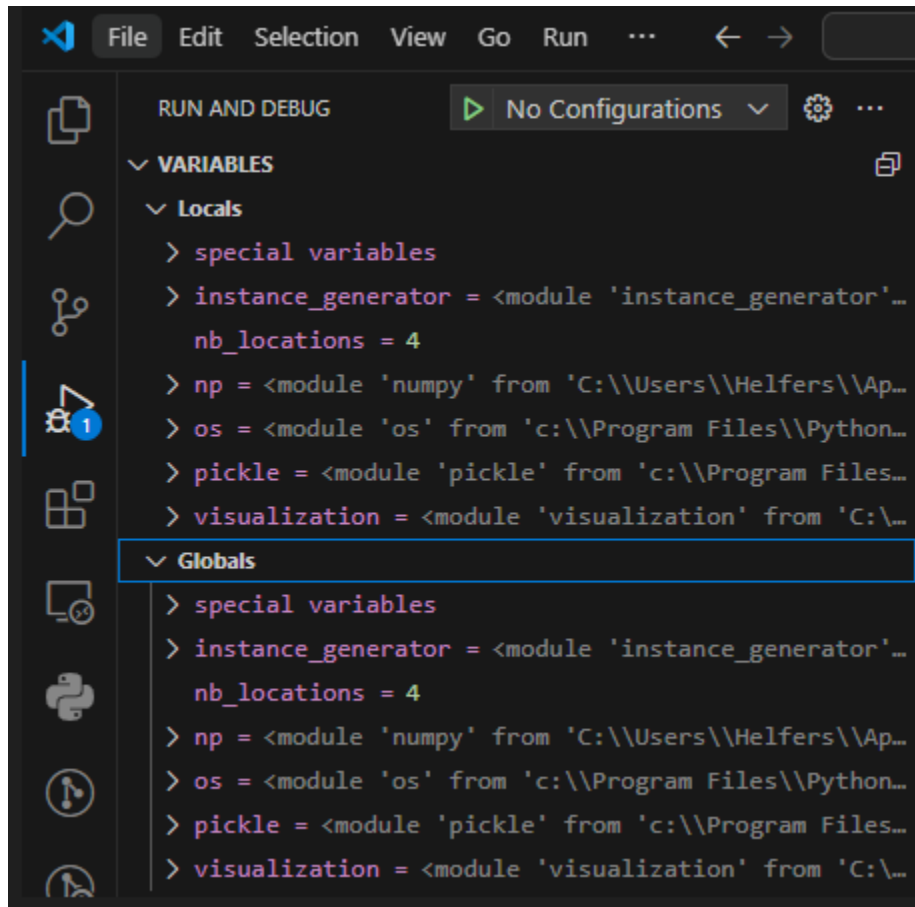 File Edit Selection View Go Run ... ← →
RUN AND DEBUG No Configurations ...
VARIABLES
Locals
special variables
instance_generator = <module 'instance_generator'…
nb_locations = 4
np = <module 'numpy' from 'C:\\Users\\Helfers\\Ap…
os = <module 'os' from 'c:\\Program Files\\Python…
1
pickle = <module 'pickle' from 'c:\\Program Files…
visualization = <module 'visualization' from 'C:\…
Globals
special variables
instance_generator = <module 'instance_generator'…
nb_locations = 4
np = <module 'numpy' from 'C:\\Users\\Helfers\\Ap…
os = <module 'os' from 'c:\\Program Files\\Python…
pickle = <module 'pickle' from 'c:\\Program Files…
visualization = <module 'visualization' from 'C:\…